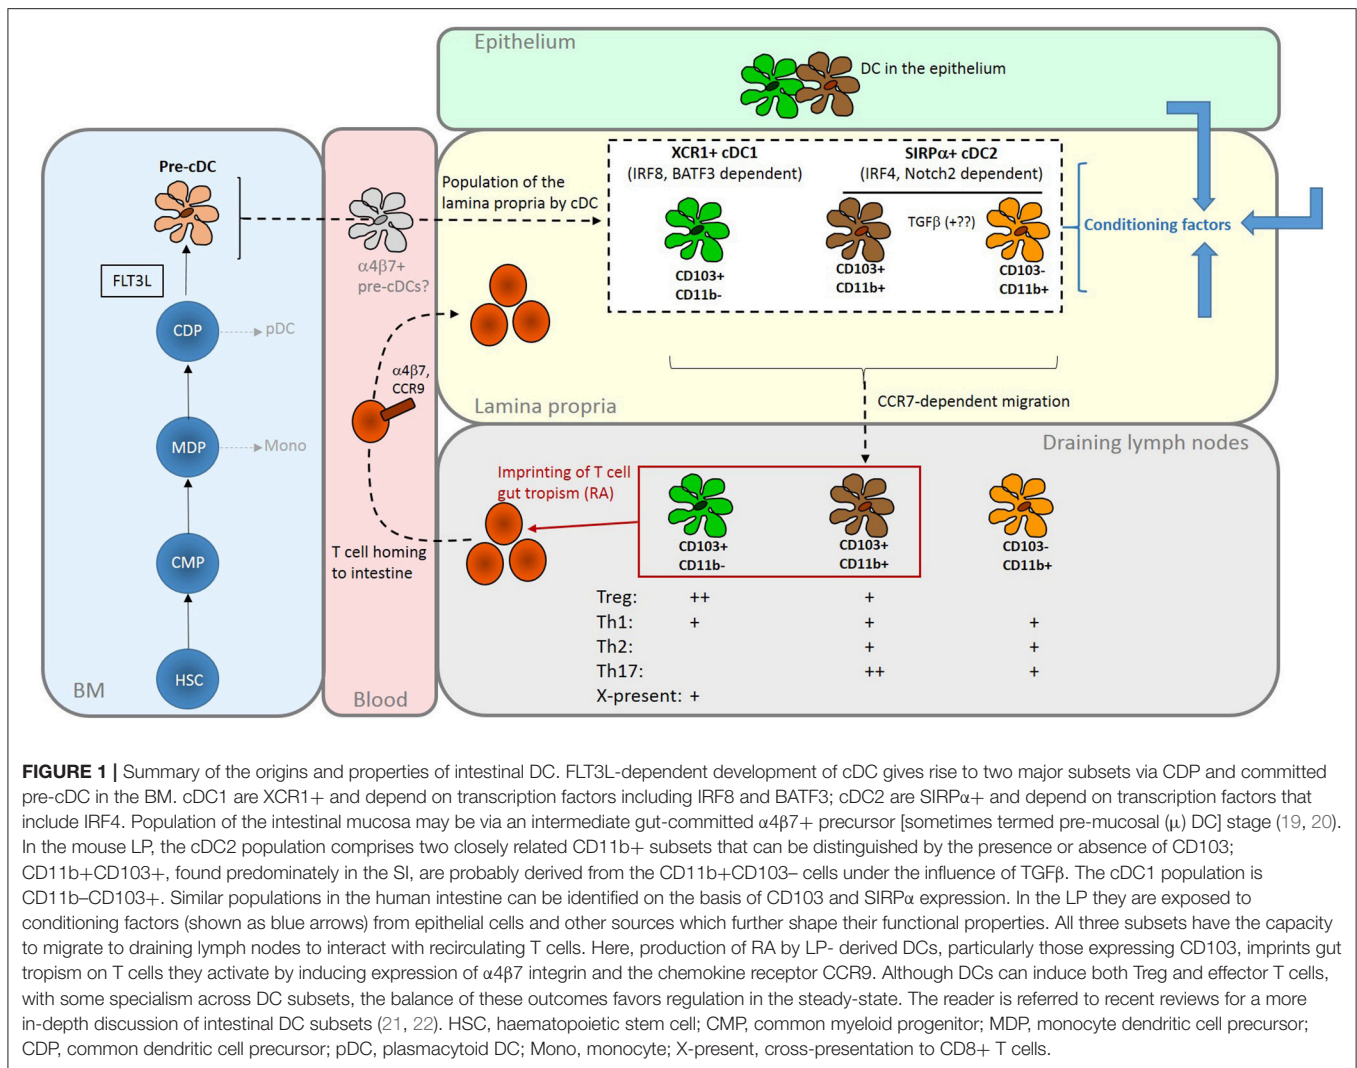 Epithelium
DC in the epithelium
Pre-cDC
FLT3L
CDP
pDC
MDP
Mono
CMP
HSC
BM
α4β7+
pre-cDCs?
α4β7,
CCR9
T cell homing
to intestine
Blood
Population of the
lamina propria by cDC
XCR1+ cDC1
(IRF8, BATF3 dependent)
SIRPα+ cDC2
(IRF4, Notch2 dependent)
TGFβ (+??)
CD103+
CD11b-
CD103+
CD11b+
CD103-
CD11b+
Conditioning factors
Lamina propria
CCR7-dependent migration
Draining lymph nodes
Imprinting of T cell
gut tropism (RA)
CD103+
CD11b-
CD103+
CD11b+
CD103-
CD11b+
Treg: ++ +
Th1: + + +
Th2: + +
Th17: ++ +
X-present: +
FIGURE 1 | Summary of the origins and properties of intestinal DC. FLT3L-dependent development of cDC gives rise to two major subsets via CDP and committed
pre-cDC in the BM. cDC1 are XCR1+ and depend on transcription factors including IRF8 and BATF3; cDC2 are SIRPα+ and depend on transcription factors that
include IRF4. Population of the intestinal mucosa may be via an intermediate gut-committed α4β7+ precursor [sometimes termed pre-mucosal (μ) DC] stage (19, 20).
In the mouse LP, the cDC2 population comprises two closely related CD11b+ subsets that can be distinguished by the presence or absence of CD103;
CD11b+CD103+, found predominately in the SI, are probably derived from the CD11b+CD103– cells under the influence of TGFβ. The cDC1 population is
CD11b–CD103+. Similar populations in the human intestine can be identified on the basis of CD103 and SIRPα expression. In the LP they are exposed to
conditioning factors (shown as blue arrows) from epithelial cells and other sources which further shape their functional properties. All three subsets have the capacity
to migrate to draining lymph nodes to interact with recirculating T cells. Here, production of RA by LP- derived DCs, particularly those expressing CD103, imprints gut
tropism on T cells they activate by inducing expression of α4β7 integrin and the chemokine receptor CCR9. Although DCs can induce both Treg and effector T cells,
with some specialism across DC subsets, the balance of these outcomes favors regulation in the steady-state. The reader is referred to recent reviews for a more
in-depth discussion of intestinal DC subsets (21, 22). HSC, haematopoietic stem cell; CMP, common myeloid progenitor; MDP, monocyte dendritic cell precursor;
CDP, common dendritic cell precursor; pDC, plasmacytoid DC; Mono, monocyte; X-present, cross-presentation to CD8+ T cells.